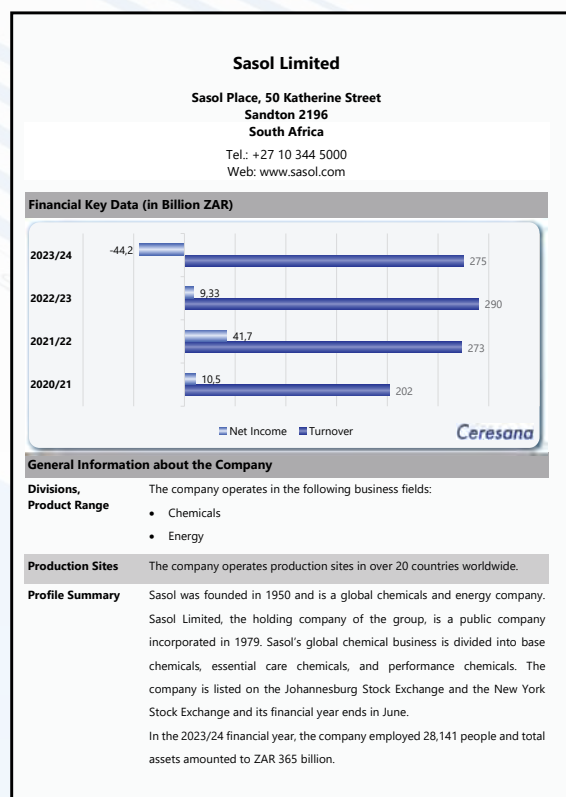 Sasol Limited
Sasol Place, 50 Katherine Street
Sandton 2196
South Africa
Tel.: +27 10 344 5000
Web: www.sasol.com
Financial Key Data (in Billion ZAR)
2023/24 -44,2 275
2022/23 9,33 290
2021/22 41,7 273
2020/21 10,5 202
Net Income Turnover
Ceresana
General Information about the Company
Divisions, Product Range
The company operates in the following business fields:
• Chemicals
• Energy
Production Sites The company operates production sites in over 20 countries worldwide.
Profile Summary Sasol was founded in 1950 and is a global chemicals and energy company.
Sasol Limited, the holding company of the group, is a public company
incorporated in 1979. Sasol's global chemical business is divided into base
chemicals, essential care chemicals, and performance chemicals. The
company is listed on the Johannesburg Stock Exchange and the New York
Stock Exchange and its financial year ends in June.
In the 2023/24 financial year, the company employed 28,141 people and total
assets amounted to ZAR 365 billion.